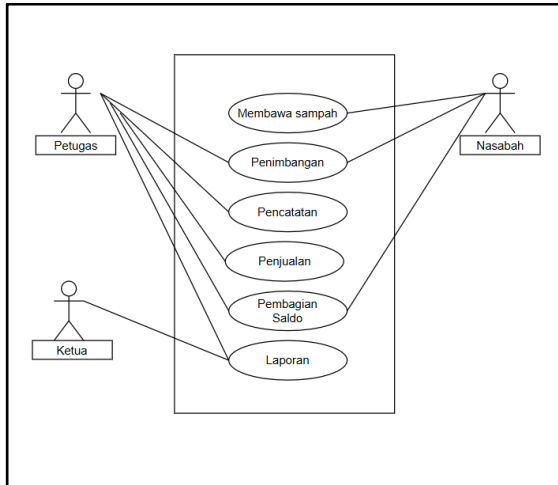 Membawa sampah
Petugas
Nasabah
Penimbangan
Pencatatan
Penjualan
Pembagian
Saldo
Ketua
Laporan